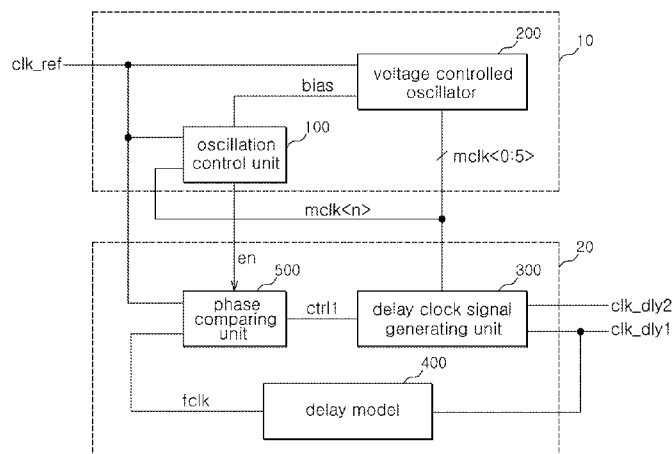 200
10
clk_ref
voltage controlled
oscillator
bias
oscillation
control unit
100
mclk<0:5>
mclk<n>
en
20
500
300
phase
comparing
unit
ctrl1
delay clock signal
generating unit
clk_dly2
clk_dly1
400
fclk
delay model